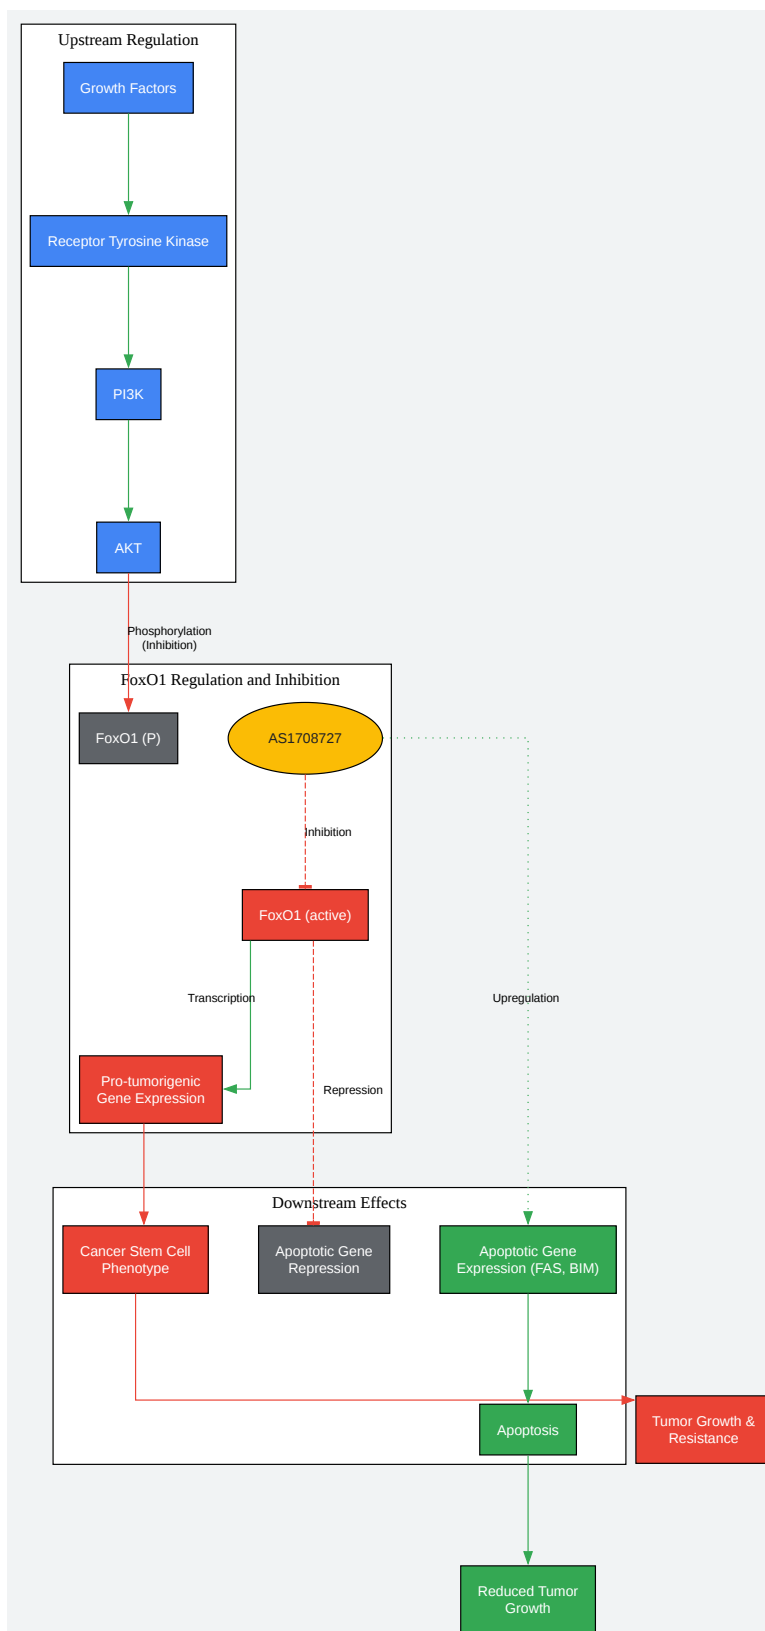 Upstream Regulation
Growth Factors
Receptor Tyrosine Kinase
PI3K
AKT
Phosphorylation
(Inhibition)
FoxO1 Regulation and Inhibition
FoxO1 (P)
AS1708727
Inhibition
FoxO1 (active)
Transcription
Upregulation
Pro-tumorigenic
Gene Expression
Repression
Downstream Effects
Cancer Stem Cell
Phenotype
Apoptotic Gene
Repression
Apoptotic Gene
Expression (FAS, BIM)
Tumor Growth &
Resistance
Apoptosis
Reduced Tumor
Growth